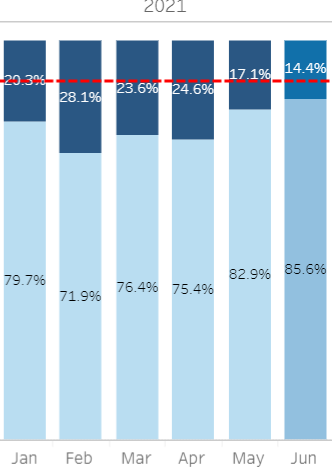 2021
20.3% 28.1% 23.6% 24.6% 17.1% 14.4%
79.7% 71.9% 76.4% 75.4% 82.9% 85.6%
Jan Feb Mar Apr May Jun